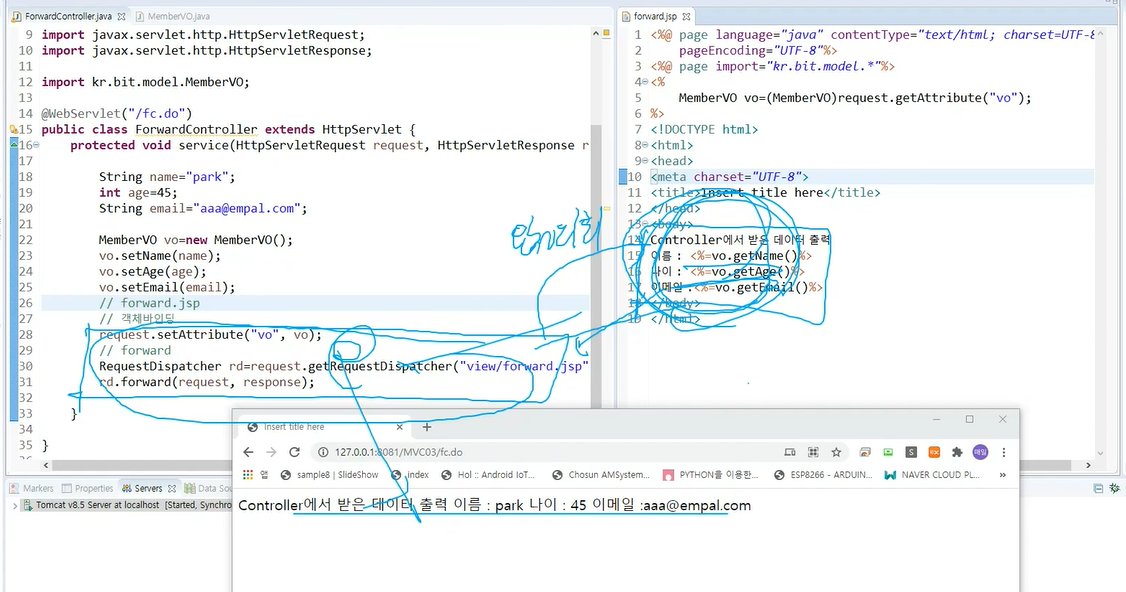 ForwardController.java
MemberVO.java
9 import javax.servlet.http.HttpServletRequest;
10 import javax.servlet.http.HttpServletResponse;
11
12 import kr.bit.model.MemberVO;
13
14 @WebServlet("/fc.do")
15 public class ForwardController extends HttpServlet {
16 protected void service(HttpServletRequest request, HttpServletResponse r
17
18 String name="park";
19 int age=45;
20 String email="aaa@empal.com";
21
22 MemberVO vo=new MemberVO();
23 vo.setName(name);
24 vo.setAge(age);
25 vo.setEmail(email);
26 // forward.jsp
27 // 객체바인딩
28 request.setAttribute("vo", vo);
29 // forward
30 RequestDispatcher rd=request.getRequestDispatcher("view/forward.jsp"
31 rd.forward(request, response);
32
33 }
34
35 }
forward.jsp
1 <%@ page language="java" contentType="text/html; charset=UTF-8
2 pageEncoding="UTF-8"%>
3 <%@ page import="kr.bit.model.*"%>
4 <%
5 MemberVO vo=(MemberVO)request.getAttribute("vo");
6 %>
7 <!DOCTYPE html>
8 <html>
9 <head>
10 <meta charset="UTF-8">
11 <title>Insert title here</title>
12 </head>
13 <body>
14 Controller에서 받은 데이터 출력
15 이름 : <%=vo.getName()%>
16 나이 : <%=vo.getAge()%>
17 이메일 :<%=vo.getEmail()%>
18 </body>
19 </html>
Markers Properties Servers Data Sou
Tomcat v8.5 Server at localhost [Started, Synchro
Insert title here
127.0.0.1:8081/MVC03/fc.do
앱 sample8 | SlideShow index HoI :: Android IoT... Chosun AMSystem... PYTHON을 이용한... ESP8266 - ARDUIN... NAVER CLOUD PL... »
Controller에서 받은 데이터 출력 이름 : park 나이 : 45 이메일 :aaa@empal.com